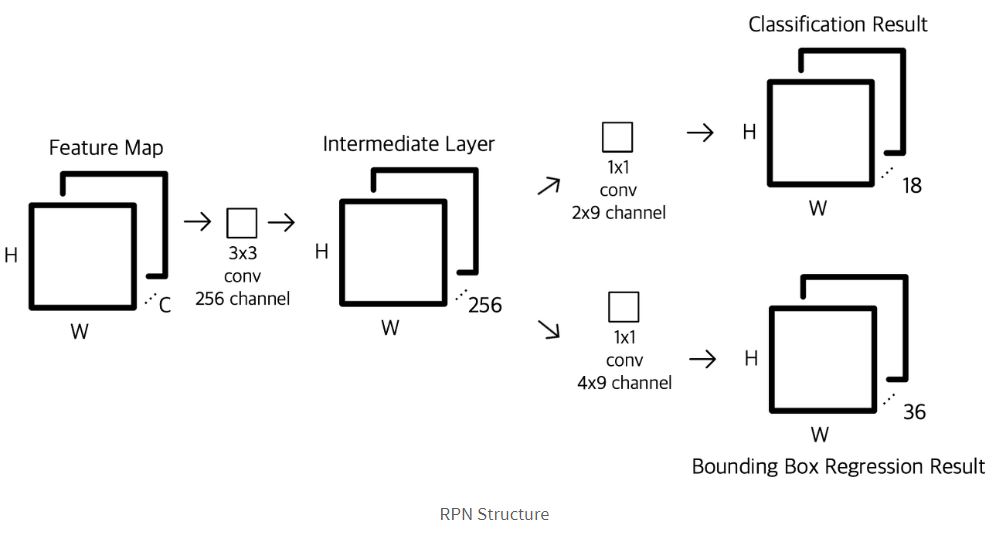 Classification Result
H
W
18
Feature Map
H
W
C
3x3
conv
256 channel
Intermediate Layer
H
W
256
1x1
conv
2x9 channel
1x1
conv
4x9 channel
H
W
36
Bounding Box Regression Result
RPN Structure